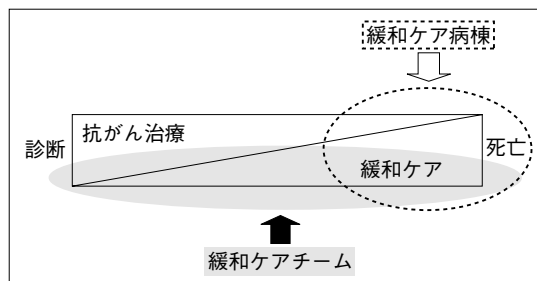 緩和ケア病棟
抗がん治療
診断
死亡
緩和ケア
緩和ケアチーム